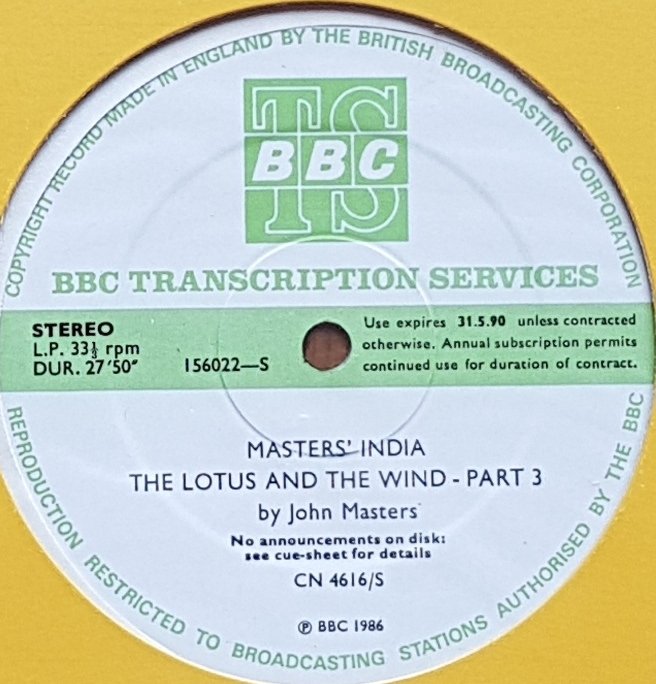 COPYRIGHT RECORD MADE IN ENGLAND BY THE BRITISH BROADCASTING CORPORATION
TS
BBC
BBC TRANSCRIPTION SERVICES
STEREO
L.P. 33⅓ rpm
DUR. 27'50"
156022—S
Use expires 31.5.90 unless contracted
otherwise. Annual subscription permits
continued use for duration of contract.
MASTERS' INDIA
THE LOTUS AND THE WIND - PART 3
by John Masters
No announcements on disk:
see cue-sheet for details
CN 4616/S
℗ BBC 1986
REPRODUCTION RESTRICTED TO BROADCASTING STATIONS AUTHORISED BY THE BBC